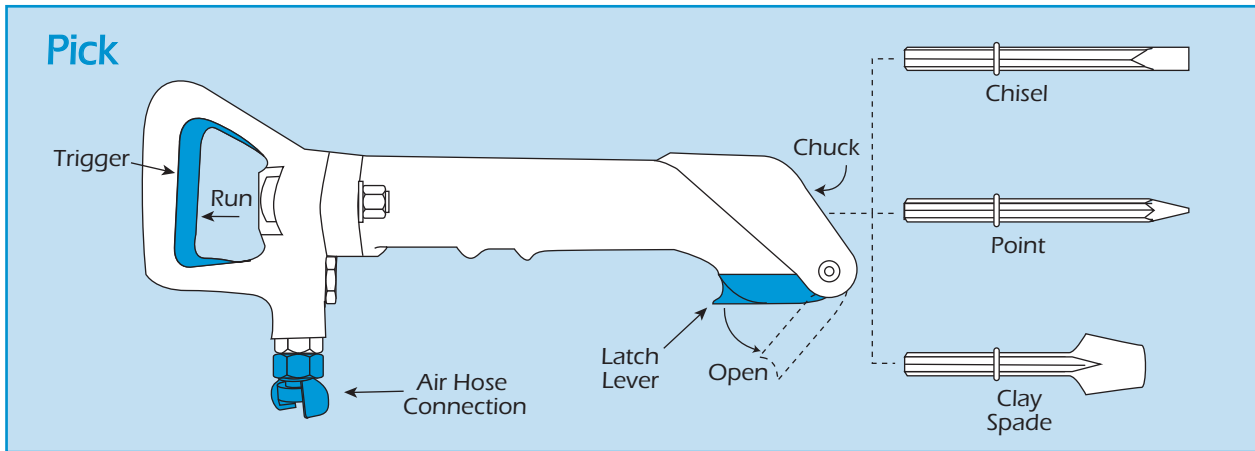 Pick
Trigger
Run
Air Hose
Connection
Latch
Lever
Open
Chuck
Chisel
Point
Clay
Spade